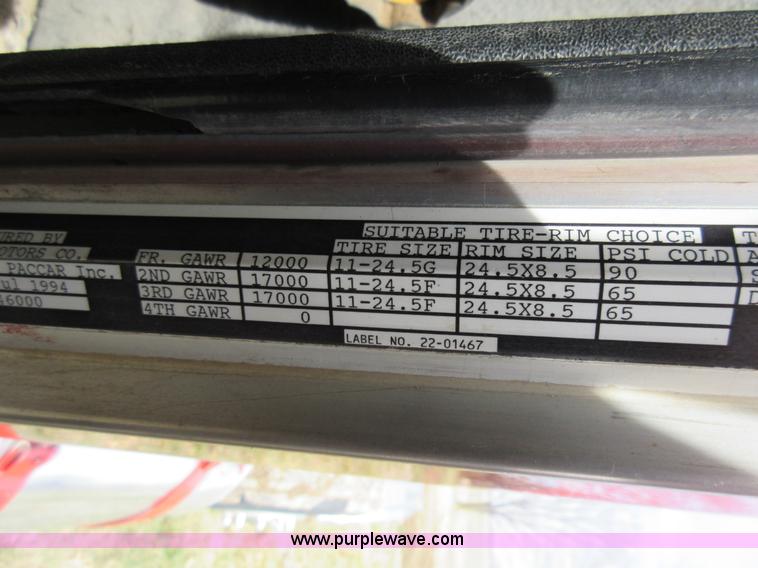 URED BY
OTORS CO.
PACCAR Inc.
ul 1994
46000
SUITABLE TIRE-RIM CHOICE
TIRE SIZE RIM SIZE PSI COLD
FR. GAWR 12000 11-24.5G 24.5X8.5 90
2ND GAWR 17000 11-24.5F 24.5X8.5 65
3RD GAWR 17000 11-24.5F 24.5X8.5 65
4TH GAWR 0
LABEL NO. 22-01467
www.purplewave.com